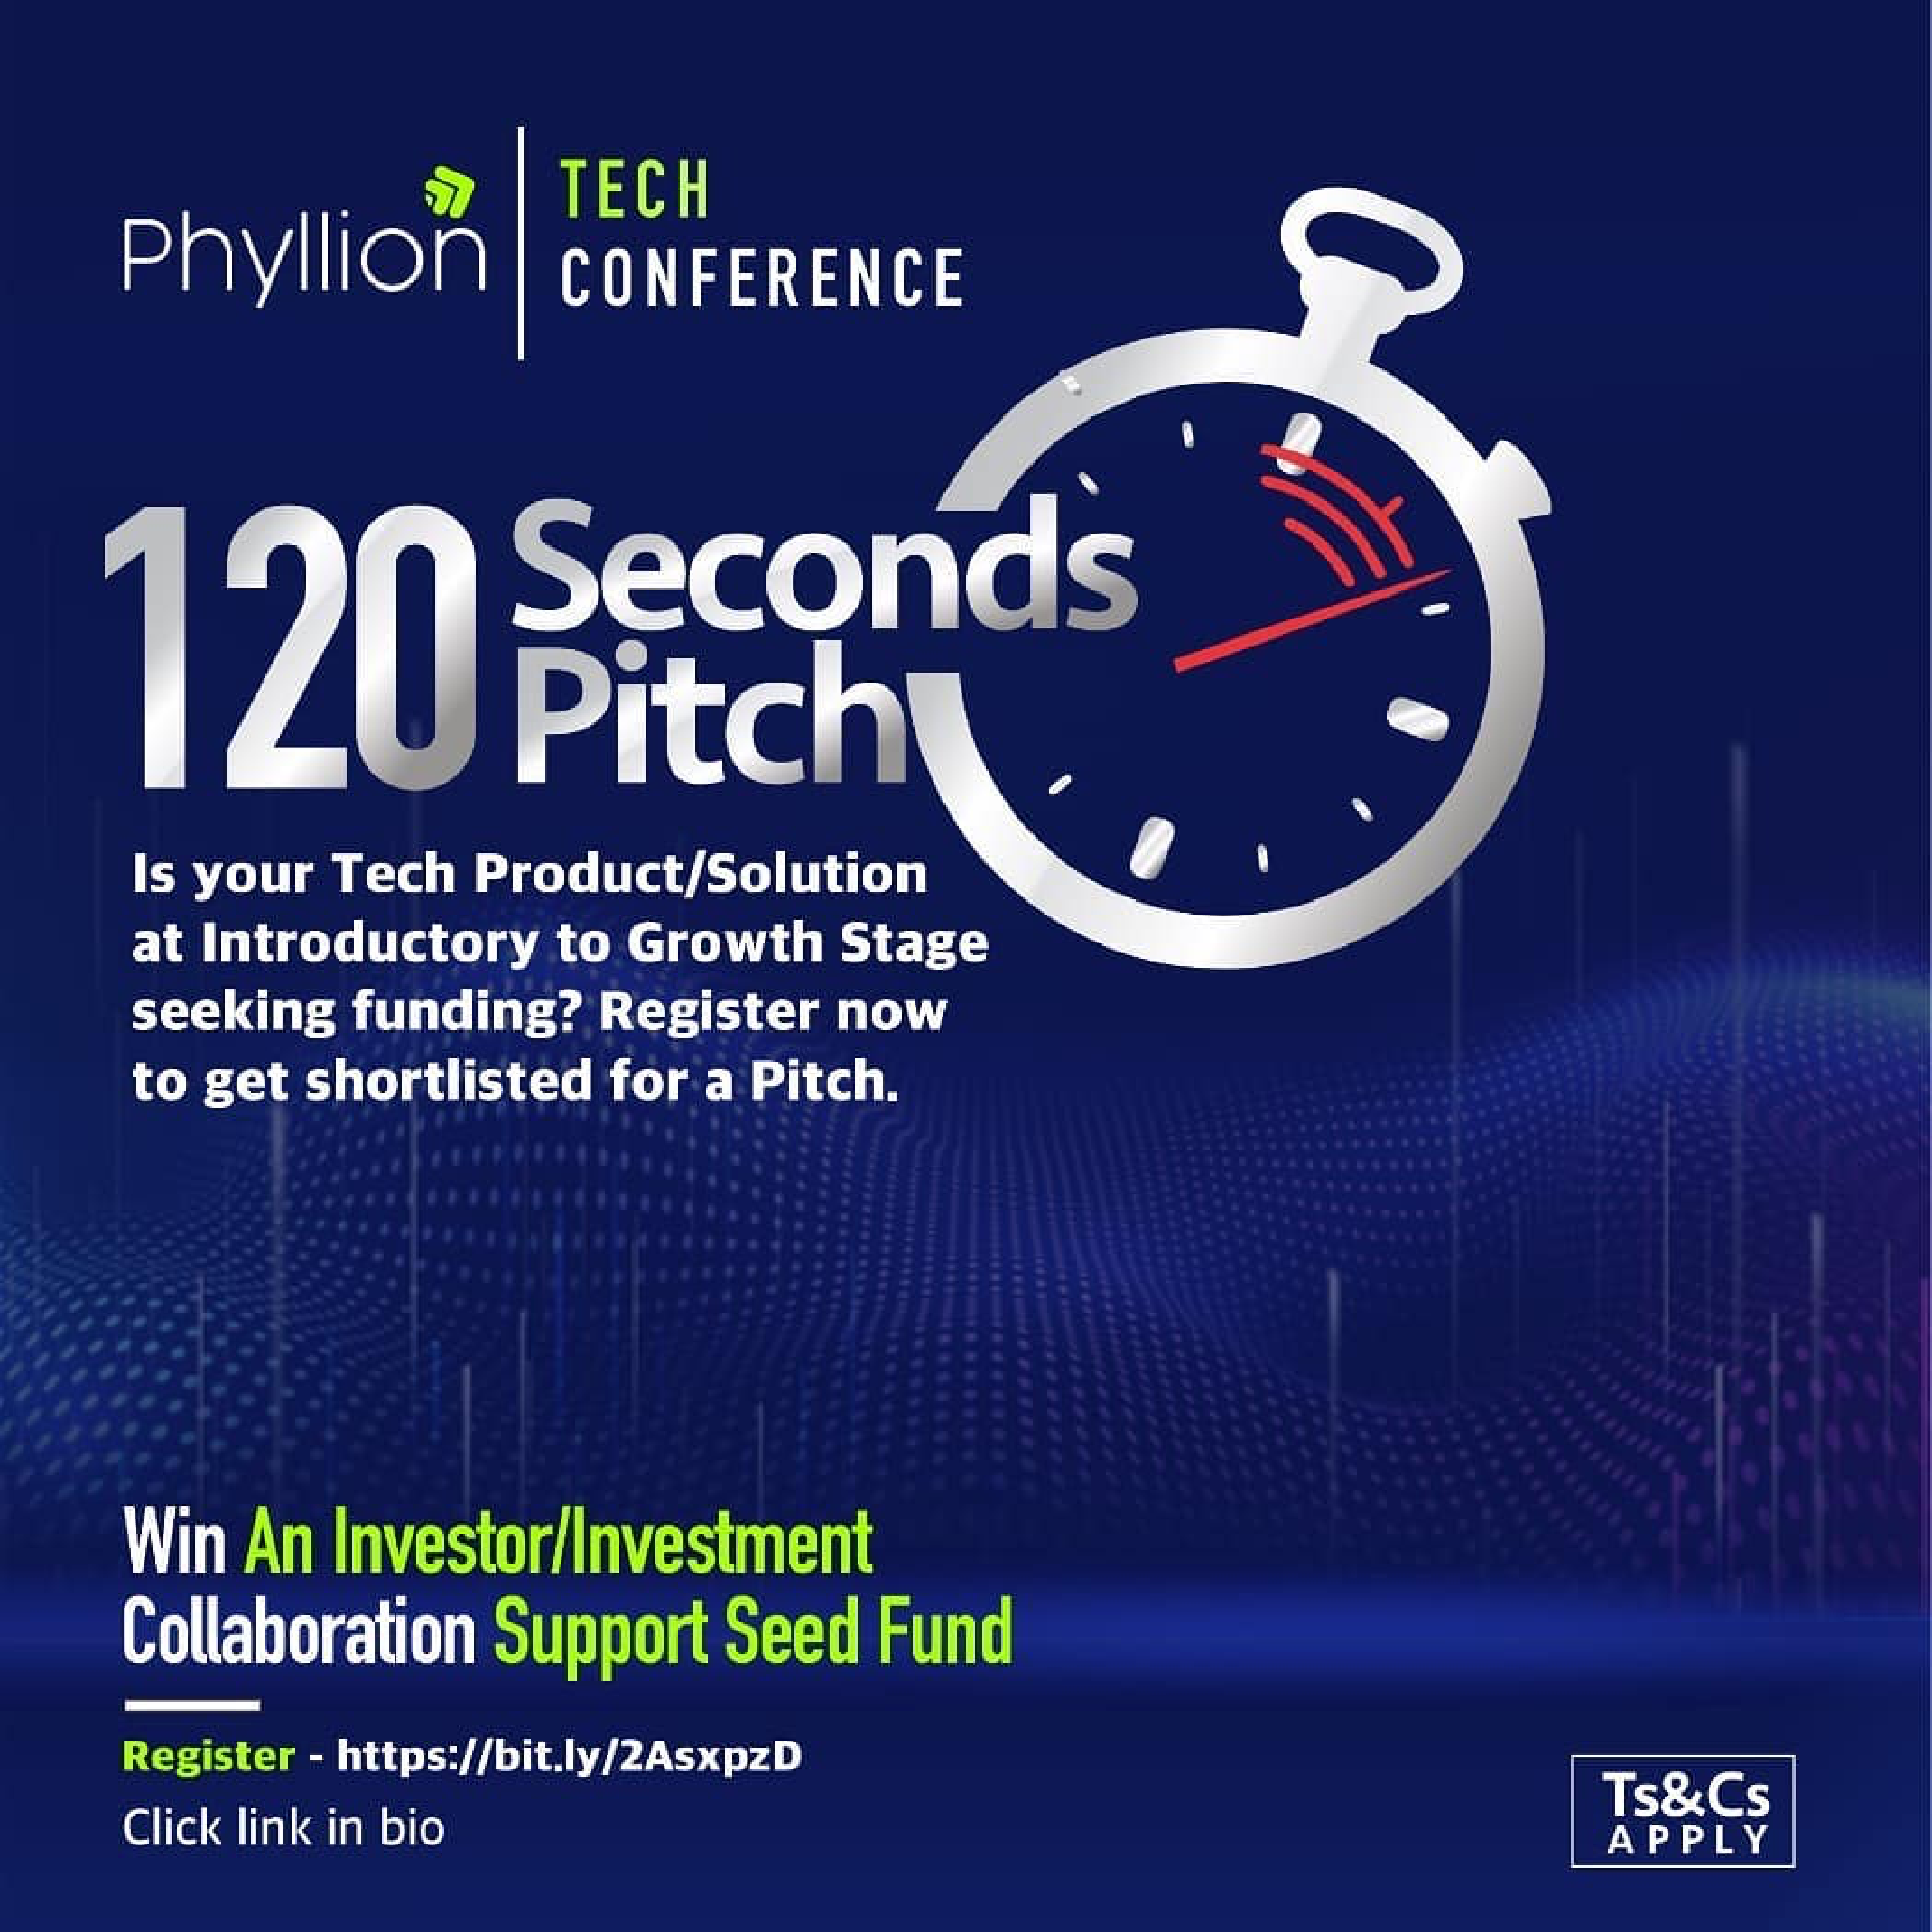 Phyllion
TECH
CONFERENCE
120 Seconds
Pitch
Is your Tech Product/Solution
at Introductory to Growth Stage
seeking funding? Register now
to get shortlisted for a Pitch.
Win An Investor/Investment
Collaboration Support Seed Fund
Register - https://bit.ly/2AsxpzD
Click link in bio
Ts&Cs
APPLY